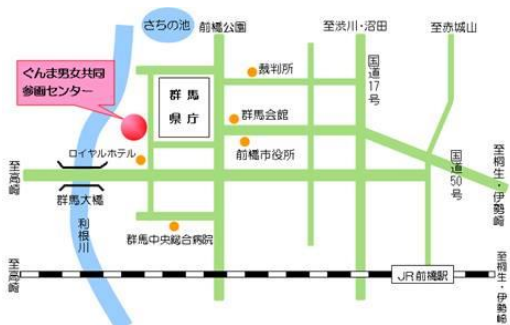 さちの池
前橋公園
至渋川・沼田
至赤城山
ぐんま男女共同
参画センター
裁判所
国道17号
群馬
県庁
群馬会館
前橋市役所
ロイヤルホテル
至高崎
群馬大橋
国道50号
至桐生・伊勢崎
利根川
群馬中央総合病院
至高崎
JR前橋駅
至桐生・伊勢崎